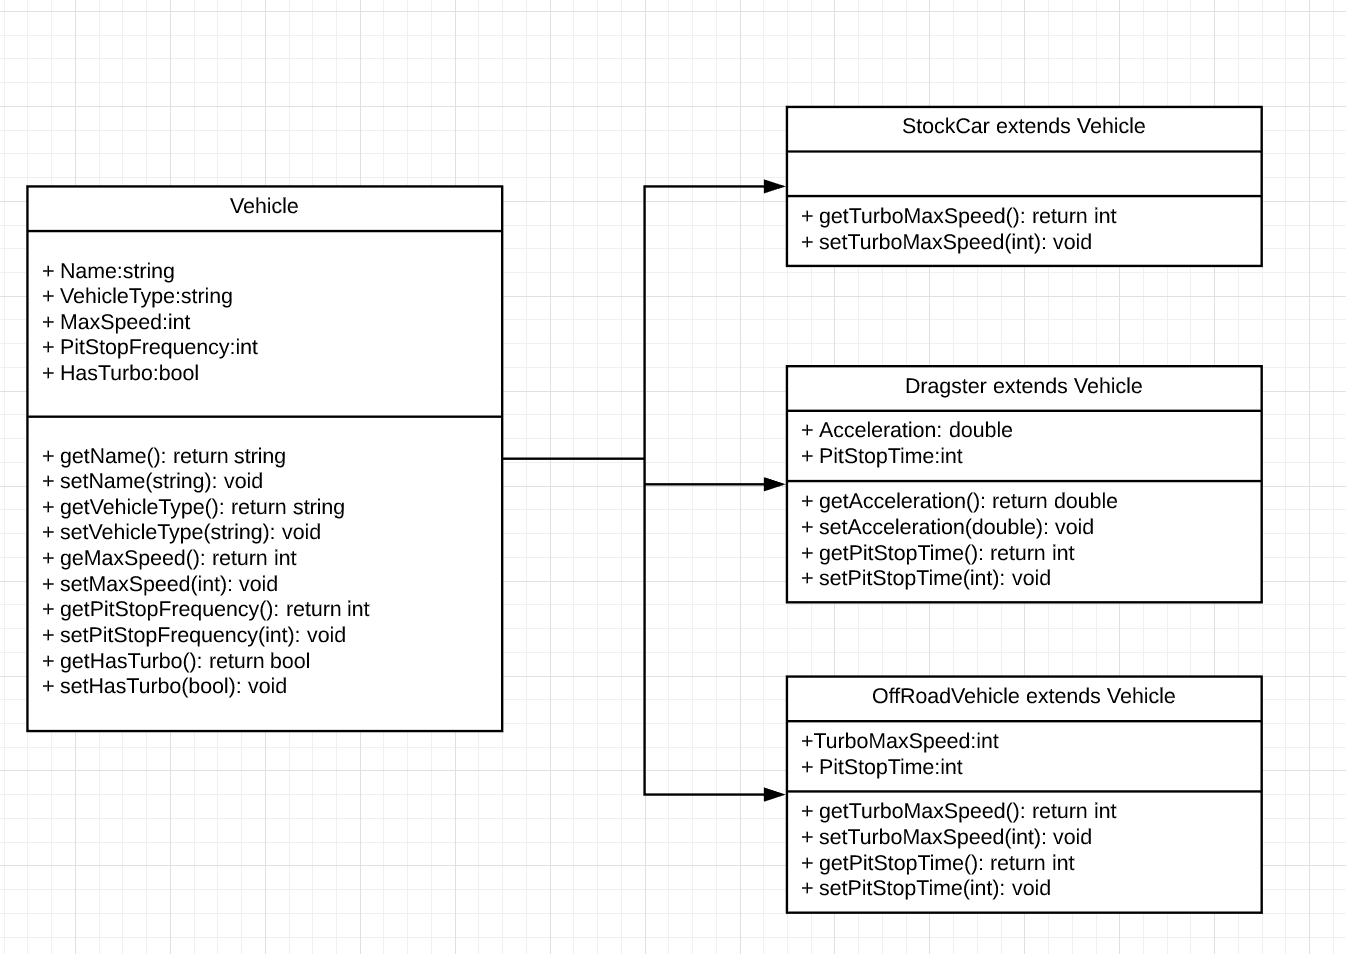 Vehicle
+ Name:string
+ VehicleType:string
+ MaxSpeed:int
+ PitStopFrequency:int
+ HasTurbo:bool
+ getName(): return string
+ setName(string): void
+ getVehicleType(): return string
+ setVehicleType(string): void
+ geMaxSpeed(): return int
+ setMaxSpeed(int): void
+ getPitStopFrequency(): return int
+ setPitStopFrequency(int): void
+ getHasTurbo(): return bool
+ setHasTurbo(bool): void
StockCar extends Vehicle
+ getTurboMaxSpeed(): return int
+ setTurboMaxSpeed(int): void
Dragster extends Vehicle
+ Acceleration: double
+ PitStopTime:int
+ getAcceleration(): return double
+ setAcceleration(double): void
+ getPitStopTime(): return int
+ setPitStopTime(int): void
OffRoadVehicle extends Vehicle
+TurboMaxSpeed:int
+ PitStopTime:int
+ getTurboMaxSpeed(): return int
+ setTurboMaxSpeed(int): void
+ getPitStopTime(): return int
+ setPitStopTime(int): void